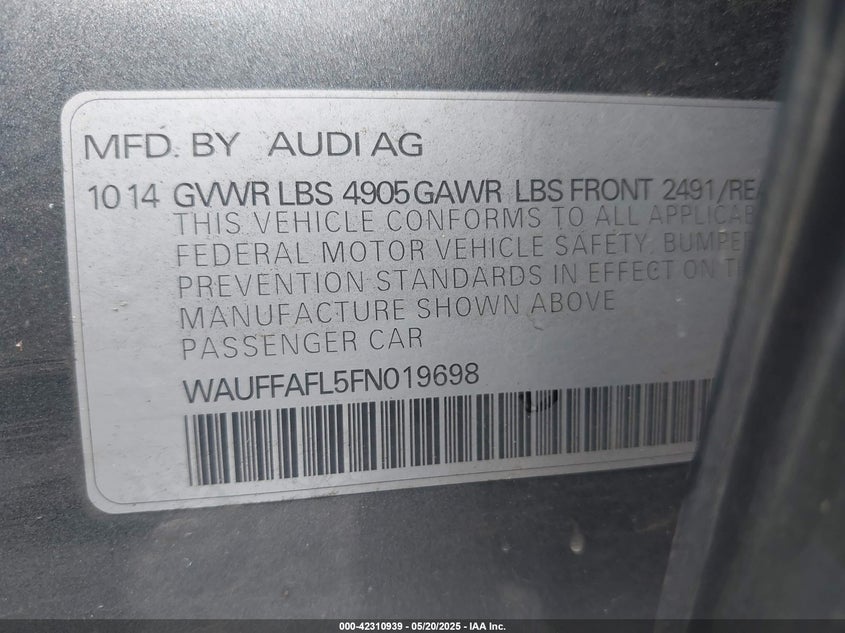 MFD. BY AUDI AG
10 14 GVWR LBS 4905 GAWR LBS FRONT 2491/REA
THIS VEHICLE CONFORMS TO ALL APPLICAB
FEDERAL MOTOR VEHICLE SAFETY, BUMPE
PREVENTION STANDARDS IN EFFECT ON T
MANUFACTURE SHOWN ABOVE
PASSENGER CAR
WAUFFAFL5FN019698
000-42310939 — 05/20/2025 — IAA Inc.